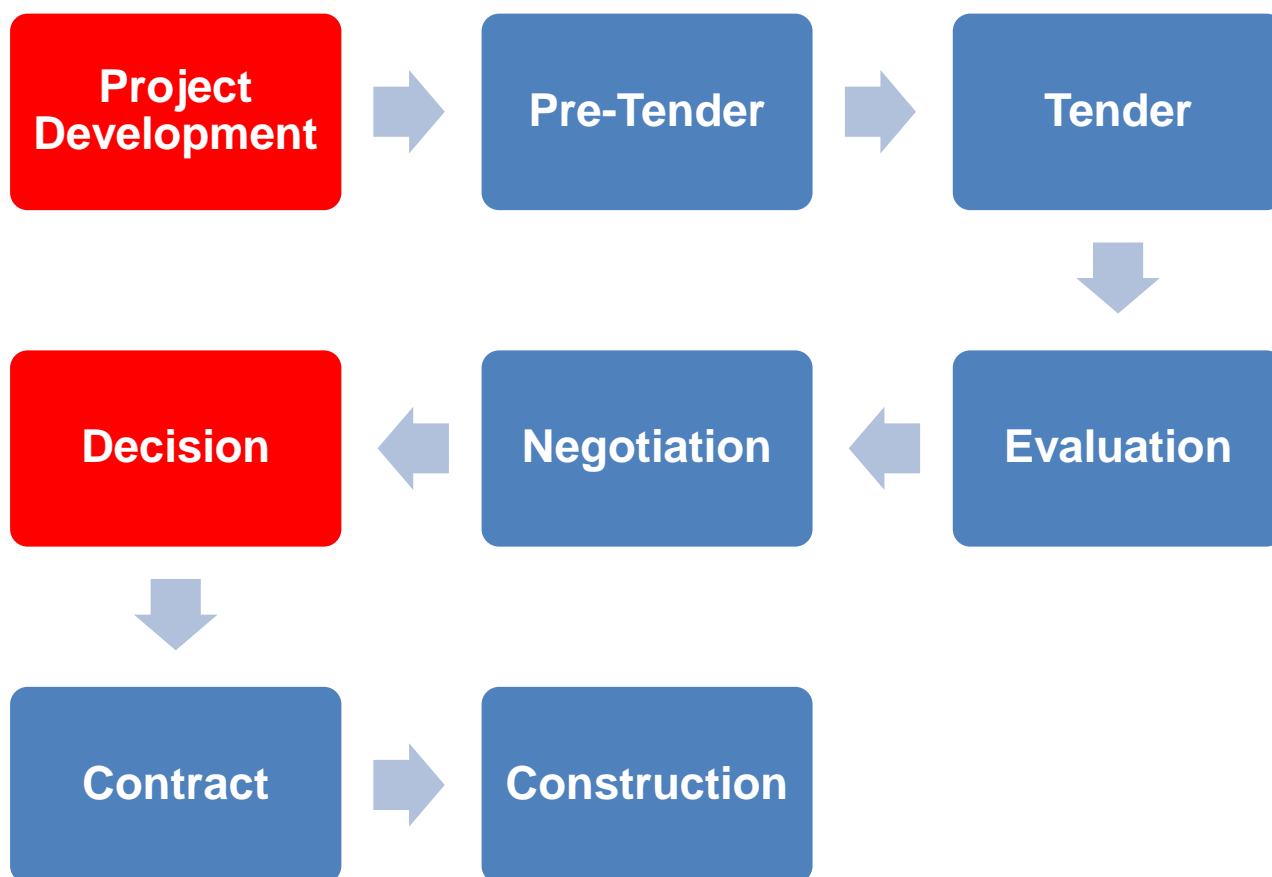 Project
Development
Pre-Tender
Tender
Decision
Negotiation
Evaluation
Contract
Construction